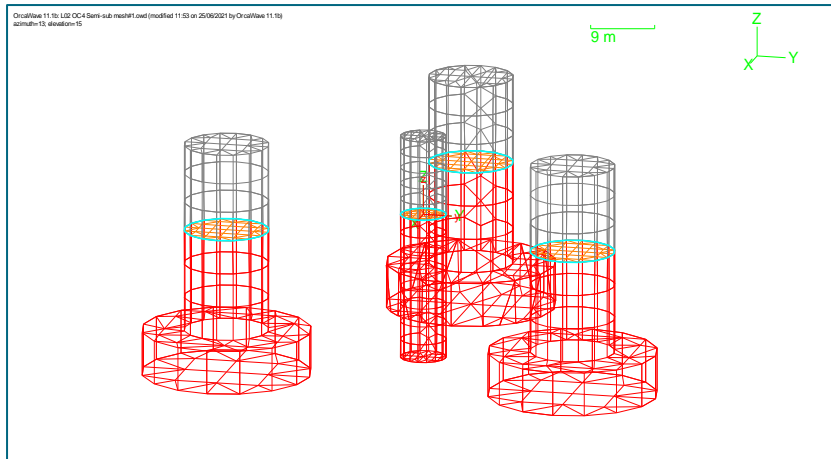 OrcaWave 11.1b: L02 OC4 Semi-sub mesh#1.owd (modified 11:53 on 25/06/2021 by OrcaWave 11.1b)
azimuth=13; elevation=15
9 m
Z
X
Y
Z
Y